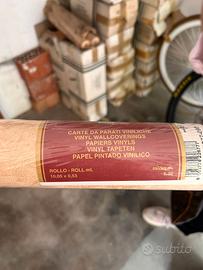 CARTE DA PARATI VINILICHE
VINYL WALLCOVERINGS
PAPIERS VINYLS
VINYL TAPETEN
PAPEL PINTADO VINILICO
ROLLO - ROLL mt.
10,05 x 0,53
subito